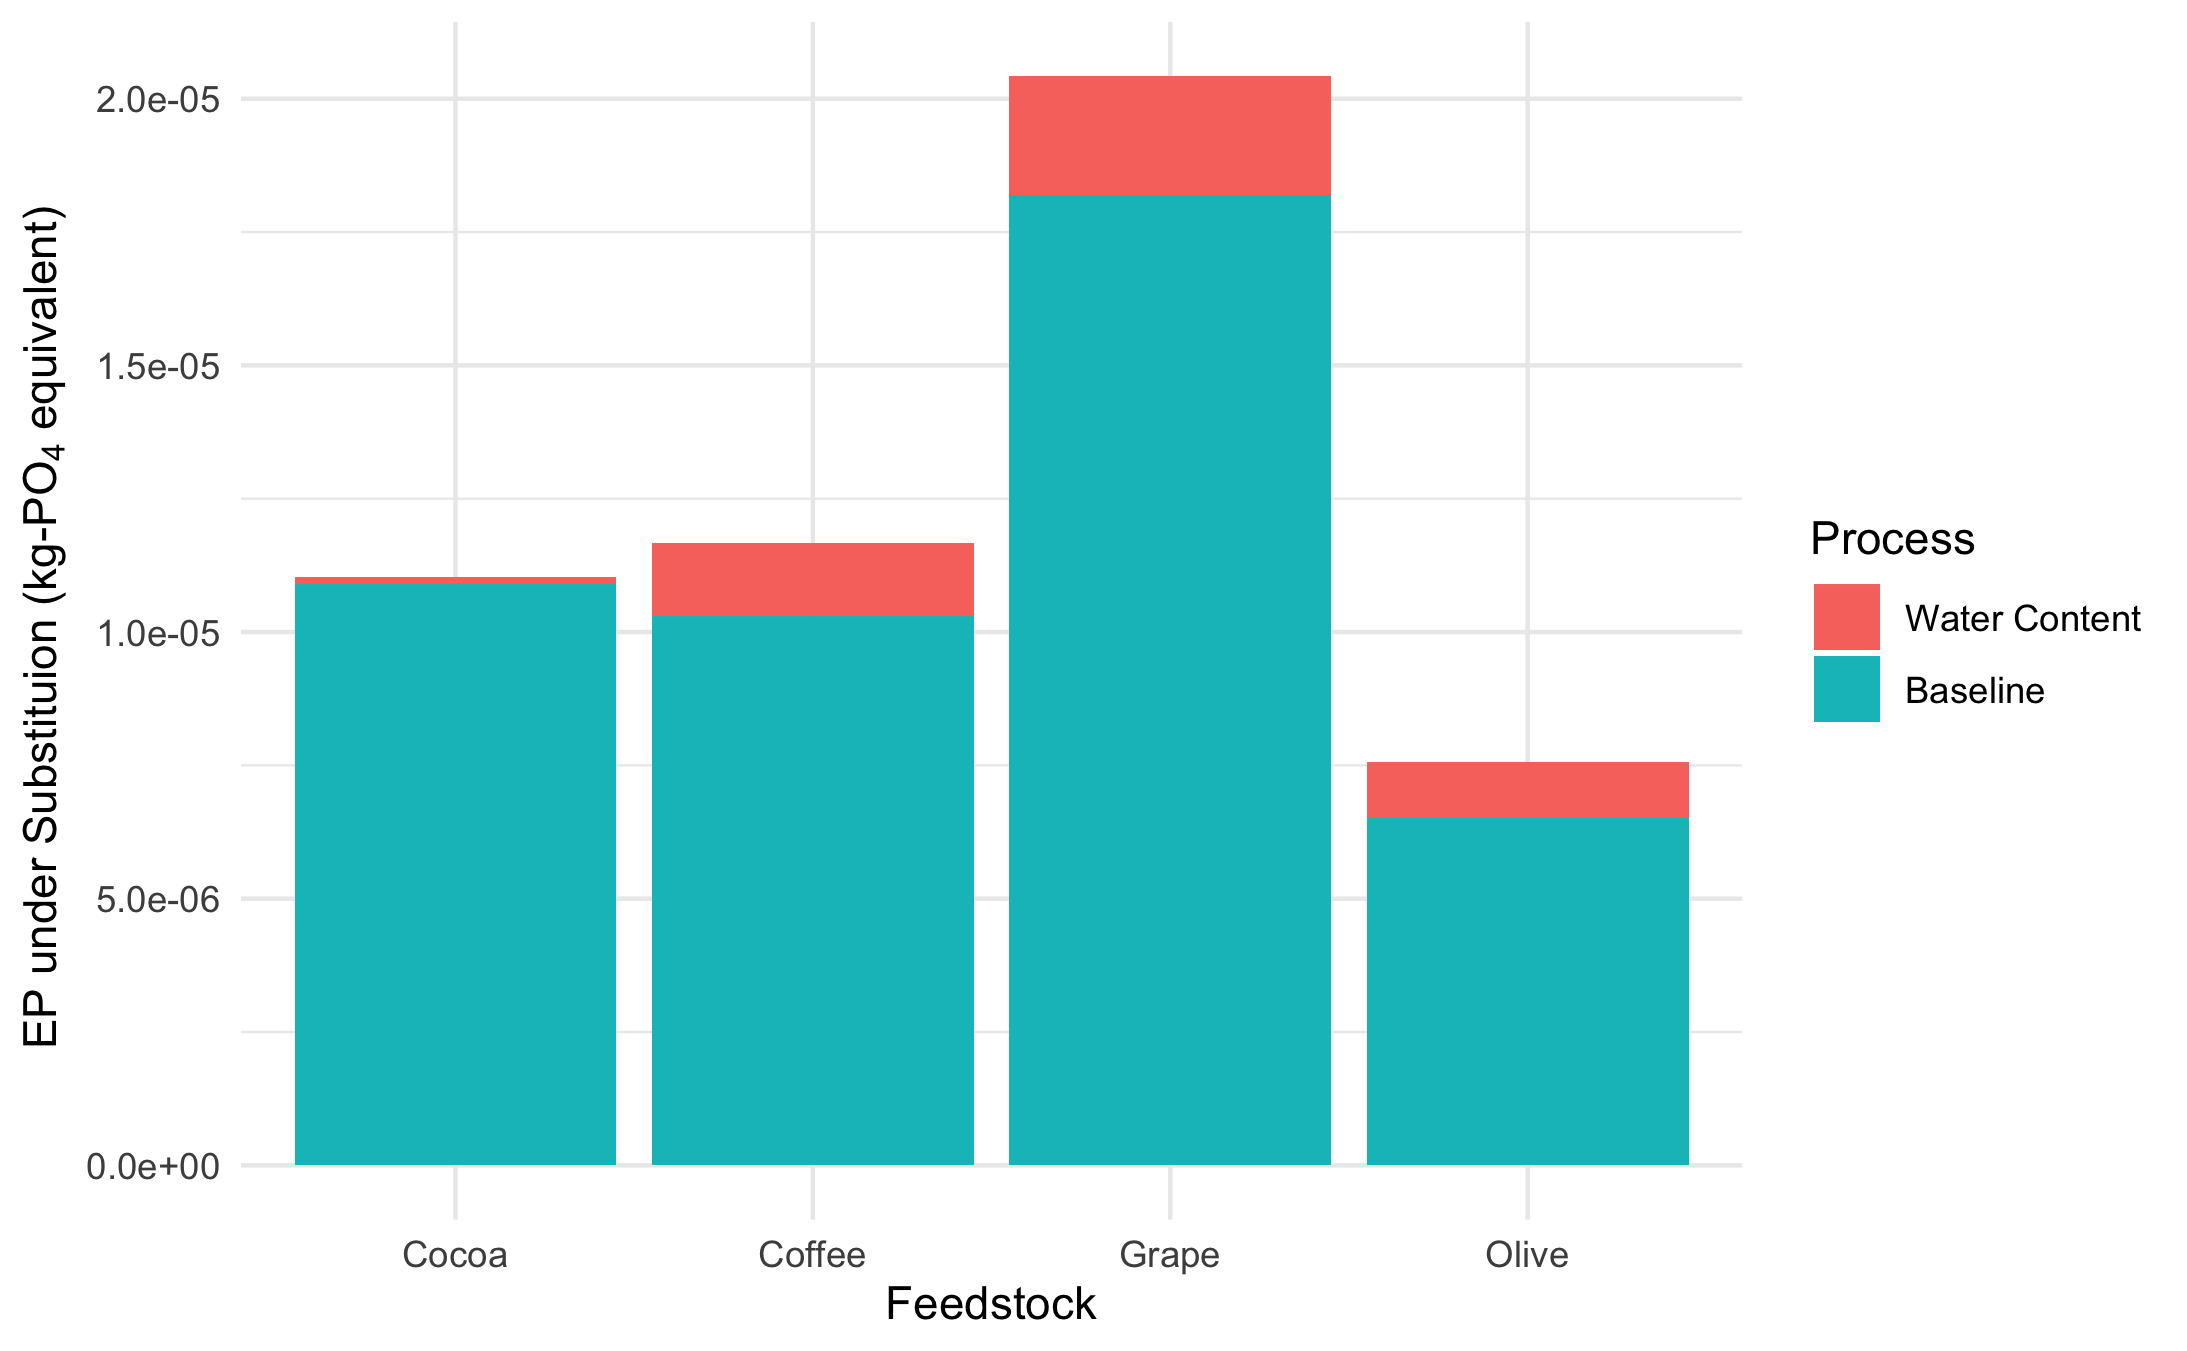 EP under Substituion (kg-PO₄ equivalent)
2.0e-05
1.5e-05
1.0e-05
5.0e-06
0.0e+00
Cocoa Coffee Grape Olive
Feedstock
Process
Water Content
Baseline